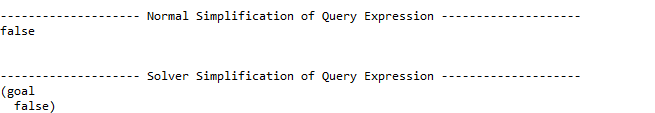 -------------------- Normal Simplification of Query Expression --------------------
false
-------------------- Solver Simplification of Query Expression --------------------
(goal
  false)